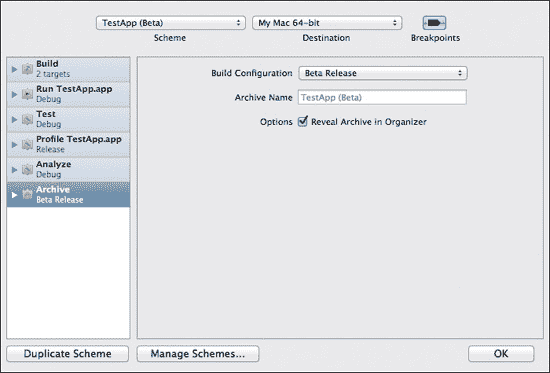 TestApp (Beta)
My Mac 64-bit
Scheme
Destination
Breakpoints
Build
2 targets
Run TestApp.app
Debug
Test
Debug
Profile TestApp.app
Release
Analyze
Debug
Archive
Beta Release
Build Configuration
Beta Release
Archive Name
TestApp (Beta)
Options
Reveal Archive in Organizer
Duplicate Scheme
Manage Schemes...
OK